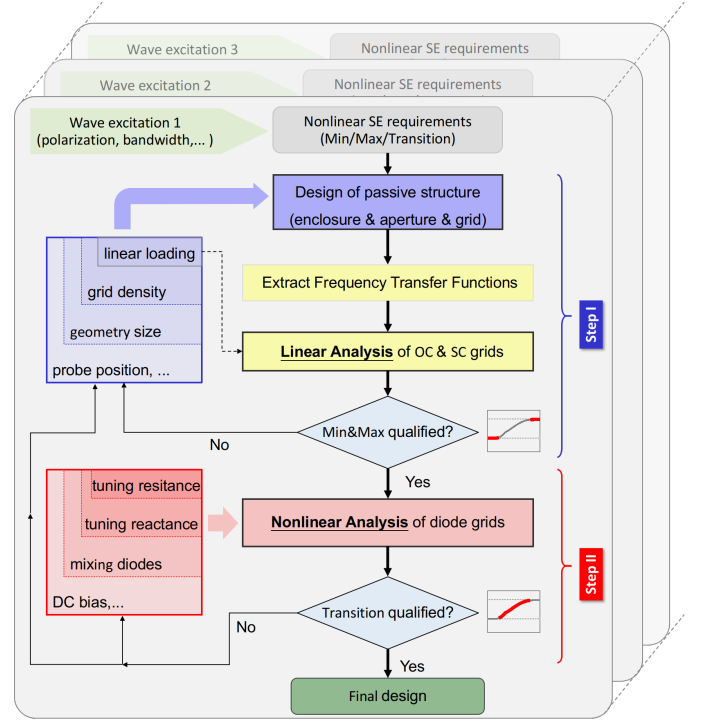 Wave excitation 3
Nonlinear SE requirements
Wave excitation 2
Nonlinear SE requirements
Wave excitation 1
(polarization, bandwidth,... )
Nonlinear SE requirements
(Min/Max/Transition)
Design of passive structure
(enclosure & aperture & grid)
linear loading
grid density
geometry size
probe position, ...
Extract Frequency Transfer Functions
Linear Analysis of OC & SC grids
Step I
Min&Max qualified?
No
Yes
tuning resitance
tuning reactance
mixing diodes
DC bias,...
Nonlinear Analysis of diode grids
Step II
Transition qualified?
No
Yes
Final design